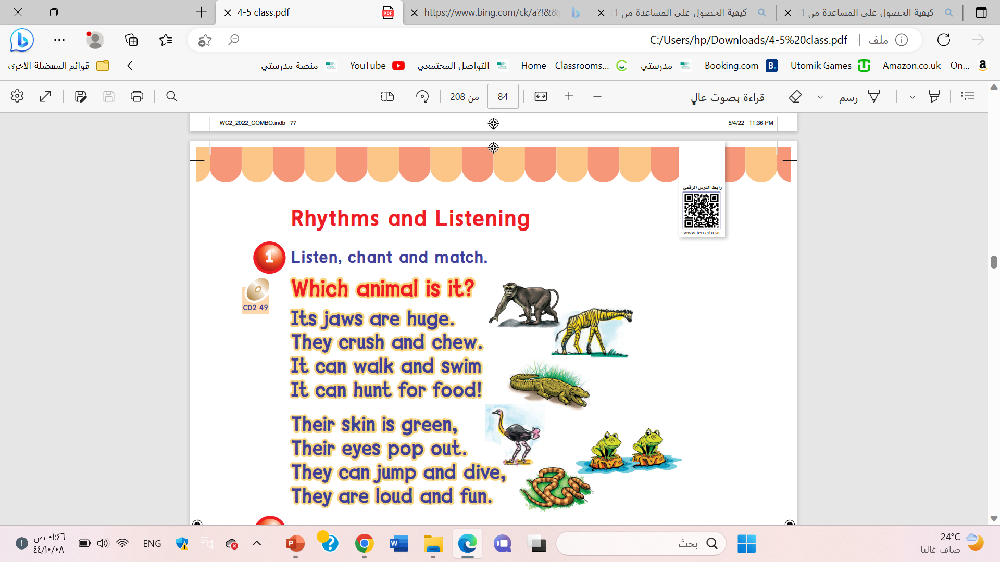 4-5 class.pdf
https://www.bing.com/ck/a?!&&
كيفية الحصول على المساعدة من 1
كيفية الحصول على المساعدة من 1
C:/Users/hp/Downloads/4-5%20class.pdf
ملف
قوائم المفضلة الأخرى
منصة مدرستي
YouTube
التواصل المجتمعي
Home - Classrooms...
مدرستي
Booking.com
Utomik Games
Amazon.co.uk – On...
84
من 208
قراءة بصوت عالٍ
رسم
WC2_2022_COMBO.indb 77
5/4/22 11:36 PM
رابط الدرس الرقمي
www.ien.edu.sa
Rhythms and Listening
1 Listen, chant and match.
CD2 49
Which animal is it?
Its jaws are huge.
They crush and chew.
It can walk and swim
It can hunt for food!
Their skin is green,
Their eyes pop out.
They can jump and dive,
They are loud and fun.
١
٠١:٤٦ ص
٤٤/١٠/٠٨
ENG
بحث
24°C
صافٍ غالبًا